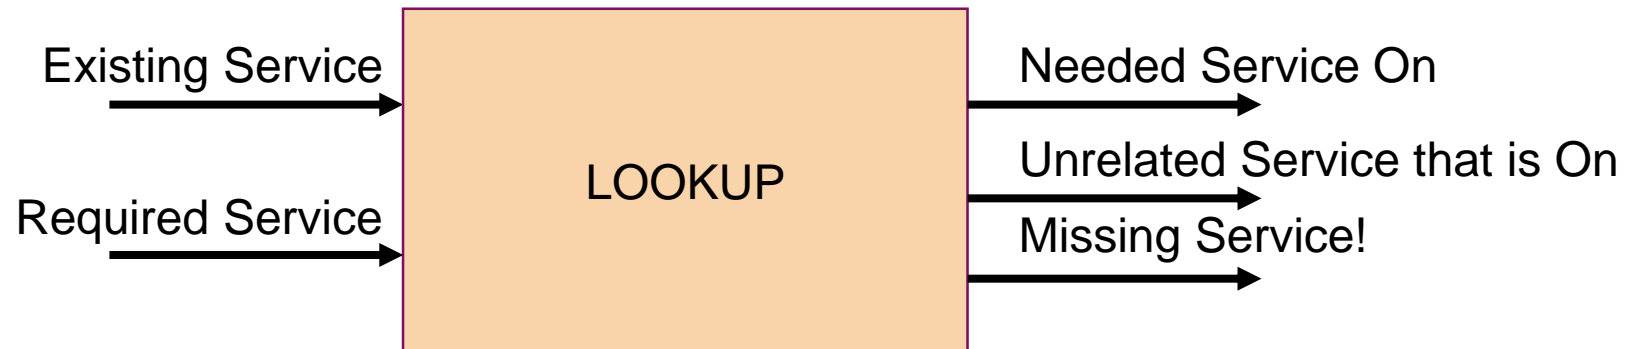 Existing Service
Required Service
LOOKUP
Needed Service On
Unrelated Service that is On
Missing Service!